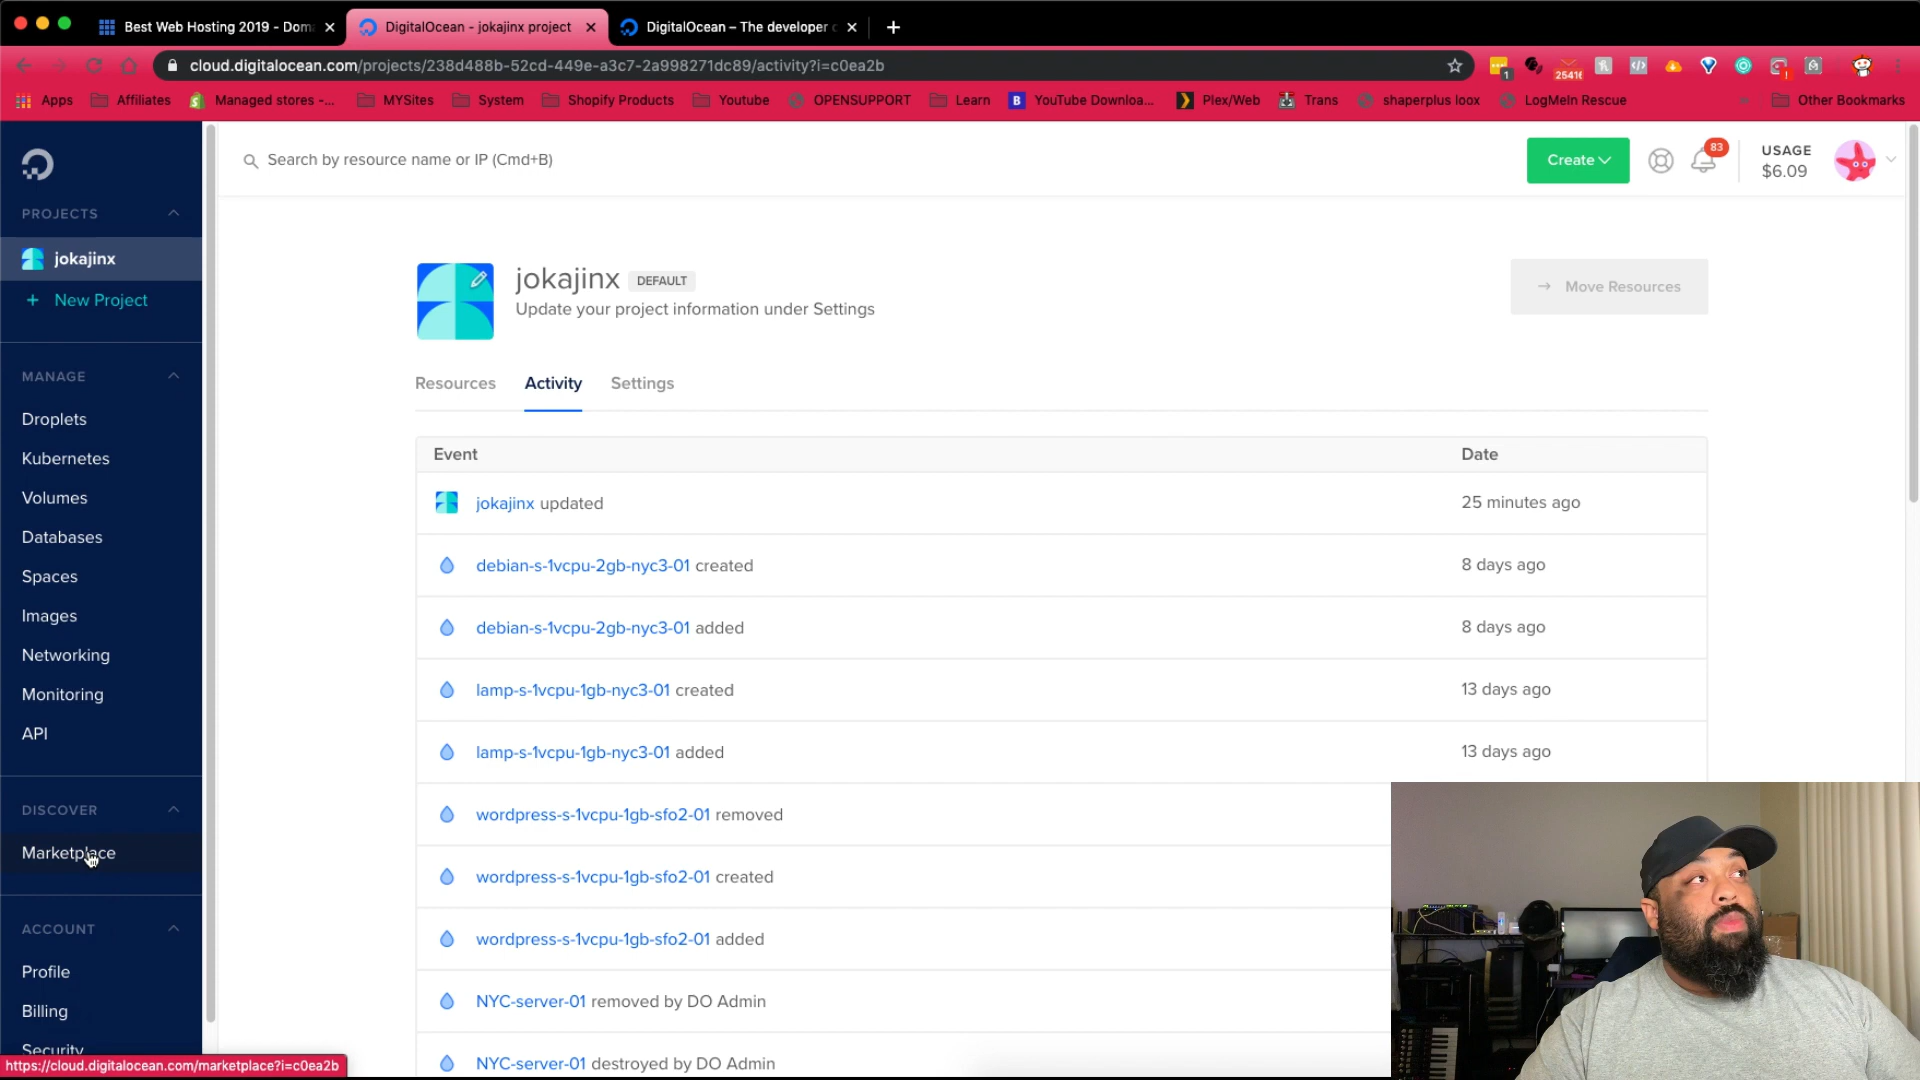 Best Web Hosting 2019 - Dom
DigitalOcean - jokajinx project
DigitalOcean – The developer c
cloud.digitalocean.com/projects/238d488b-52cd-449e-a3c7-2a998271dc89/activity?i=c0ea2b
1
25416
Apps
Affiliates
Managed stores -...
MYSites
System
Shopify Products
Youtube
OPENSUPPORT
Learn
B
YouTube Downloa...
Plex/Web
Trans
shaperplus loox
LogMeIn Rescue
Other Bookmarks
PROJECTS
jokajinx
+ New Project
MANAGE
Droplets
Kubernetes
Volumes
Databases
Spaces
Images
Networking
Monitoring
API
DISCOVER
Marketplace
ACCOUNT
Profile
Billing
Security
https://cloud.digitalocean.com/marketplace?i=c0ea2b
Search by resource name or IP (Cmd+B)
Create
83
USAGE
$6.09
jokajinx DEFAULT
Update your project information under Settings
→ Move Resources
Resources Activity Settings
Event Date
jokajinx updated 25 minutes ago
debian-s-1vcpu-2gb-nyc3-01 created 8 days ago
debian-s-1vcpu-2gb-nyc3-01 added 8 days ago
lamp-s-1vcpu-1gb-nyc3-01 created 13 days ago
lamp-s-1vcpu-1gb-nyc3-01 added 13 days ago
wordpress-s-1vcpu-1gb-sfo2-01 removed
wordpress-s-1vcpu-1gb-sfo2-01 created
wordpress-s-1vcpu-1gb-sfo2-01 added
NYC-server-01 removed by DO Admin
NYC-server-01 destroyed by DO Admin